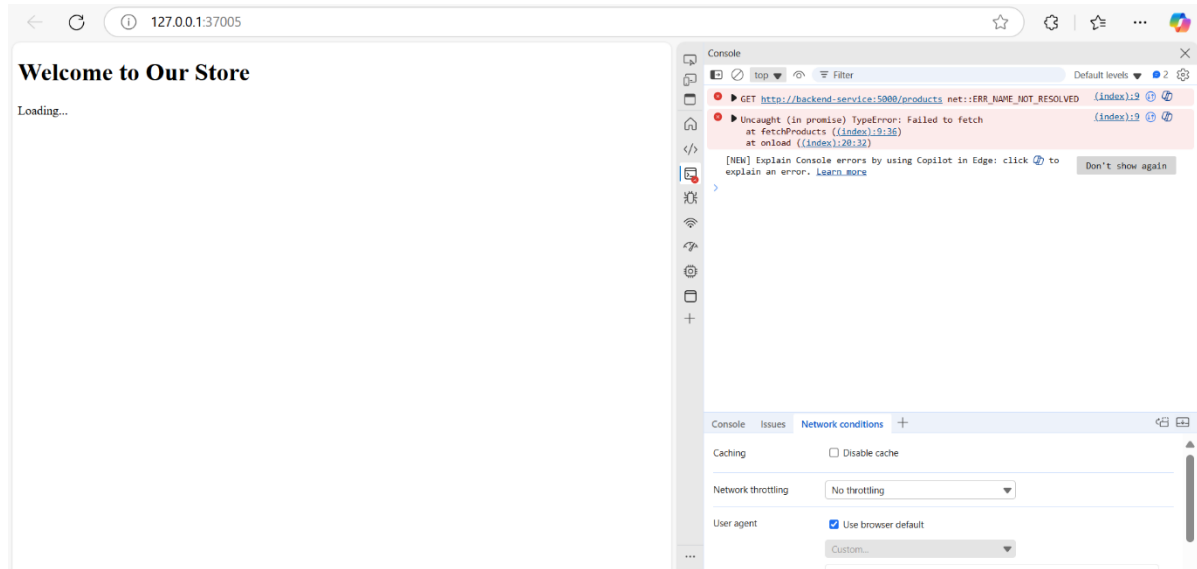 127.0.0.1:37005
Welcome to Our Store
Loading...
Console
top
Filter
Default levels
2
GET http://backend-service:5000/products net::ERR_NAME_NOT_RESOLVED
(index):9
Uncaught (in promise) TypeError: Failed to fetch
(index):9
at fetchProducts ((index):9:36)
at onload ((index):20:32)
[NEW] Explain Console errors by using Copilot in Edge: click to
explain an error. Learn more
Don't show again
Console Issues Network conditions
Caching
Disable cache
Network throttling
No throttling
User agent
Use browser default
Custom...